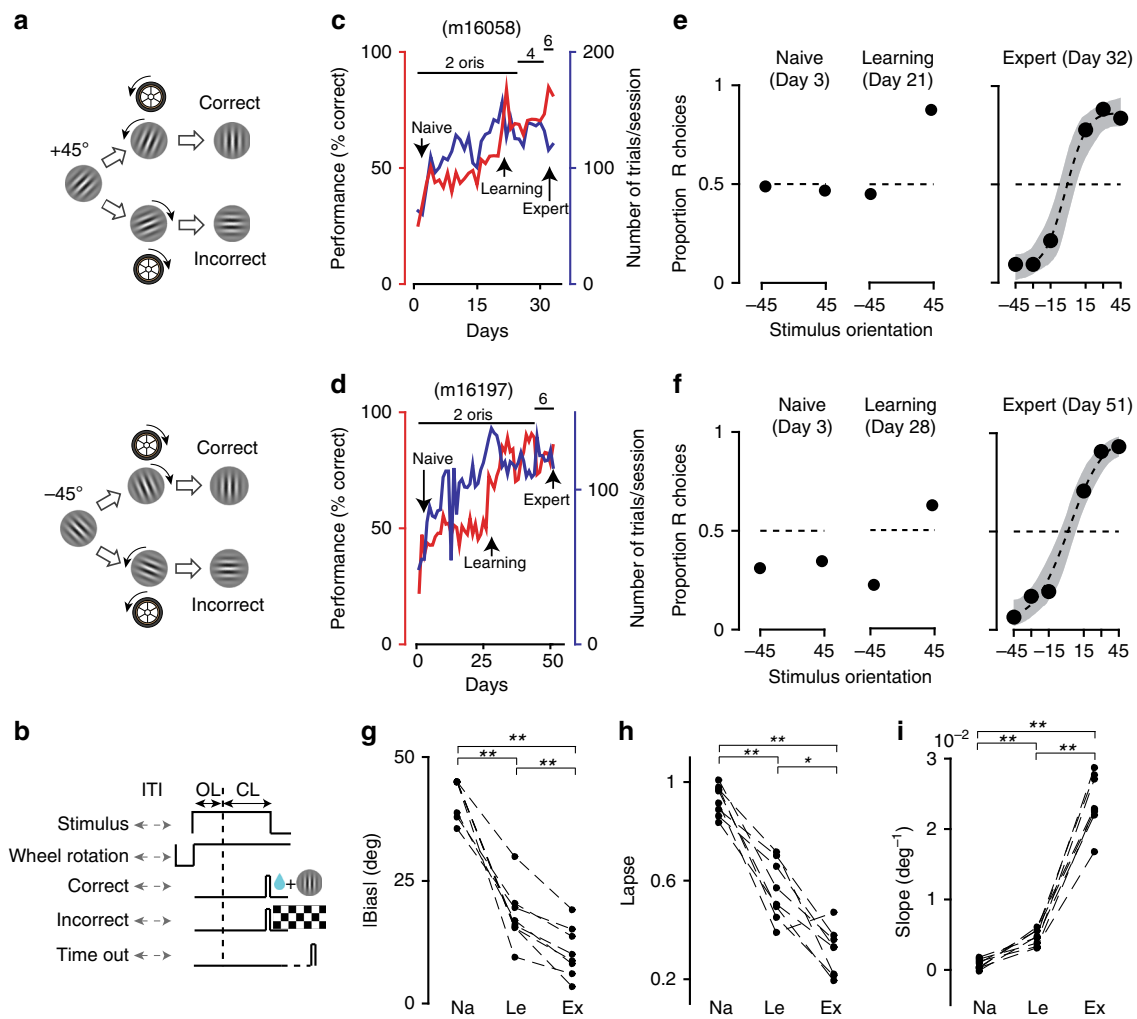 a
+45°
Correct
Incorrect
−45°
Correct
Incorrect
b
ITI
OL
CL
Stimulus
Wheel rotation
Correct
+
Incorrect
Time out
c
(m16058)
2 oris
4
6
100
50
0
Performance (% correct)
200
100
0
Number of trials/session
Naive
Learning
Expert
0
15
30
Days
d
(m16197)
2 oris
6
100
50
0
Performance (% correct)
100
0
Number of trials/session
Naive
Learning
Expert
0
25
50
Days
e
Naive
(Day 3)
Learning
(Day 21)
Expert (Day 32)
1
0.5
0
Proportion R choices
−45
45
−45
45
−45
−15
15
45
Stimulus orientation
f
Naive
(Day 3)
Learning
(Day 28)
Expert (Day 51)
1
0.5
0
Proportion R choices
−45
45
−45
45
−45
−15
15
45
Stimulus orientation
g
**
**
**
50
25
0
|Bias| (deg)
Na
Le
Ex
h
**
**
*
1
0.6
0.2
Lapse
Na
Le
Ex
i
**
**
**
10⁻²
3
2
1
0
Slope (deg⁻¹)
Na
Le
Ex